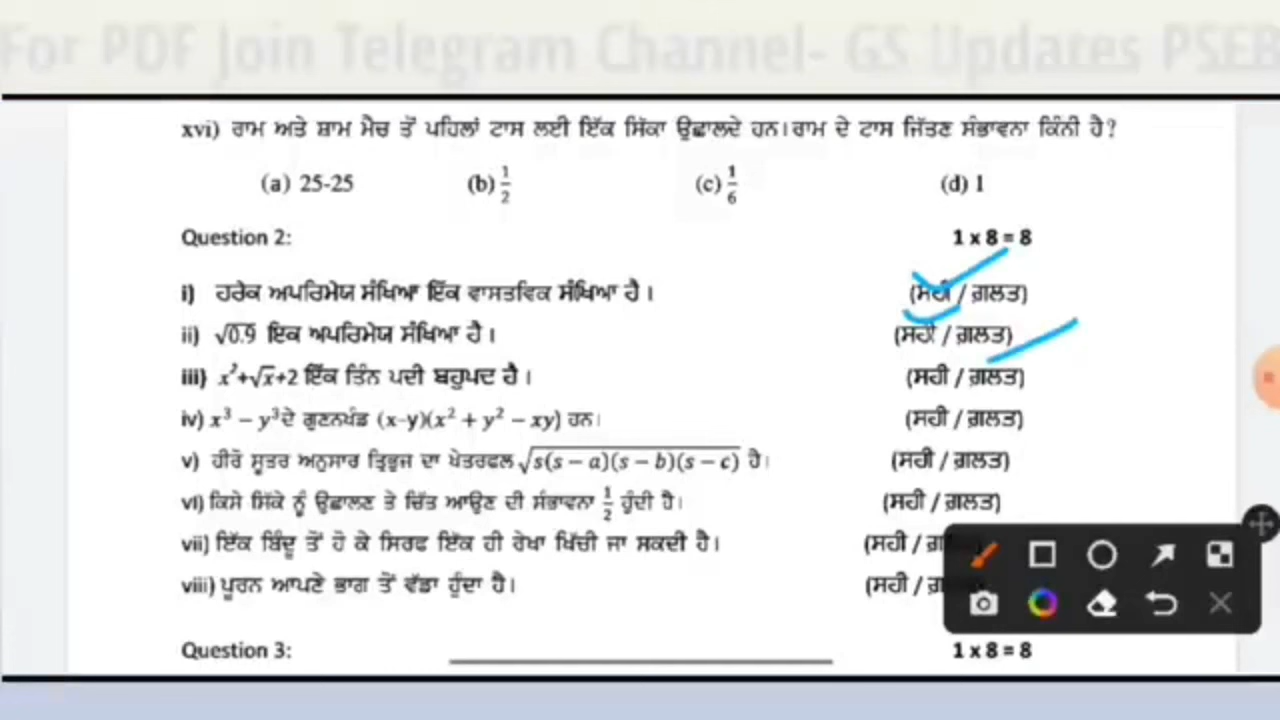 For PDF Join Telegram Channel- GS Updates PSEB
xvi) ਰਾਮ ਅਤੇ ਸ਼ਾਮ ਮੈਚ ਤੋਂ ਪਹਿਲਾਂ ਟਾਸ ਲਈ ਇੱਕ ਸਿੱਕਾ ਉਛਾਲਦੇ ਹਨ।ਰਾਮ ਦੇ ਟਾਸ ਜਿੱਤਣ ਸੰਭਾਵਨਾ ਕਿੰਨੀ ਹੈ?
(a) 25-25 (b) 1/2 (c) 1/6 (d) 1
Question 2: 1 x 8 = 8
i) ਹਰੇਕ ਅਪਰਿਮੇਯ ਸੰਖਿਆ ਇੱਕ ਵਾਸਤਵਿਕ ਸੰਖਿਆ ਹੈ। (ਸਹੀ / ਗ਼ਲਤ)
ii) √0.9 ਇਕ ਅਪਰਿਮੇਯ ਸੰਖਿਆ ਹੈ। (ਸਹੀ / ਗ਼ਲਤ)
iii) x²+√x+2 ਇੱਕ ਤਿੰਨ ਪਦੀ ਬਹੁਪਦ ਹੈ। (ਸਹੀ / ਗ਼ਲਤ)
iv) x³ − y³ਦੇ ਗੁਣਨਖੰਡ (x-y)(x² + y² − xy) ਹਨ। (ਸਹੀ / ਗ਼ਲਤ)
v) ਹੀਰੋ ਸੂਤਰ ਅਨੁਸਾਰ ਤ੍ਰਿਭੁਜ ਦਾ ਖੇਤਰਫਲ √s(s − a)(s − b)(s − c) ਹੈ। (ਸਹੀ / ਗ਼ਲਤ)
vi) ਕਿਸੇ ਸਿੱਕੇ ਨੂੰ ਉਛਾਲਣ ਤੇ ਚਿੱਤ ਆਉਣ ਦੀ ਸੰਭਾਵਨਾ 1/2 ਹੁੰਦੀ ਹੈ। (ਸਹੀ / ਗ਼ਲਤ)
vii) ਇੱਕ ਬਿੰਦੂ ਤੋਂ ਹੋ ਕੇ ਸਿਰਫ ਇੱਕ ਹੀ ਰੇਖਾ ਖਿੱਚੀ ਜਾ ਸਕਦੀ ਹੈ। (ਸਹੀ /
viii) ਪੂਰਨ ਆਪਣੇ ਭਾਗ ਤੋਂ ਵੱਡਾ ਹੁੰਦਾ ਹੈ। (ਸਹੀ /
Question 3: 1 x 8 = 8